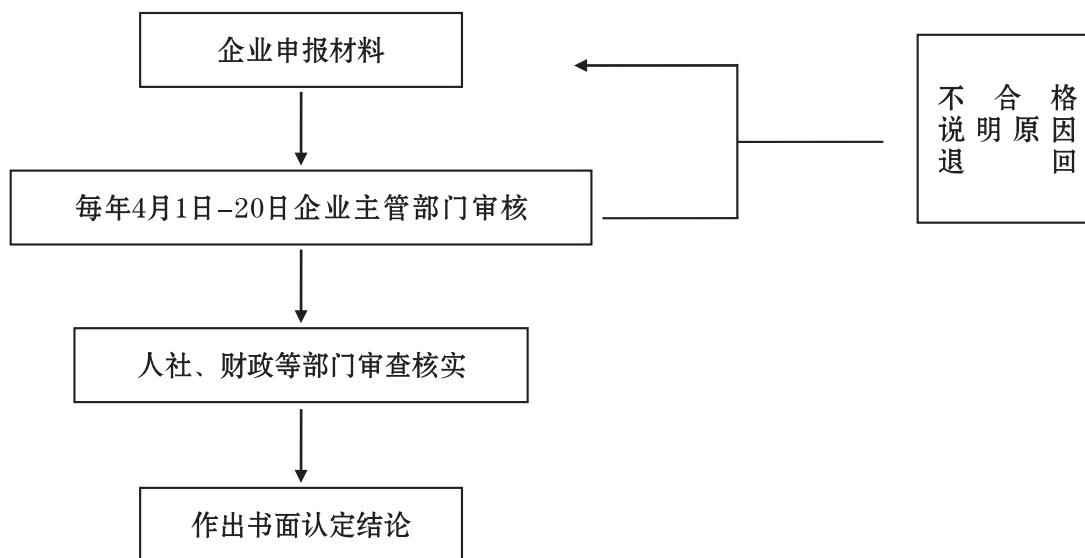 企业申报材料
不合格
说明原因
退回
每年4月1日-20日企业主管部门审核
人社、财政等部门审查核实
作出书面认定结论